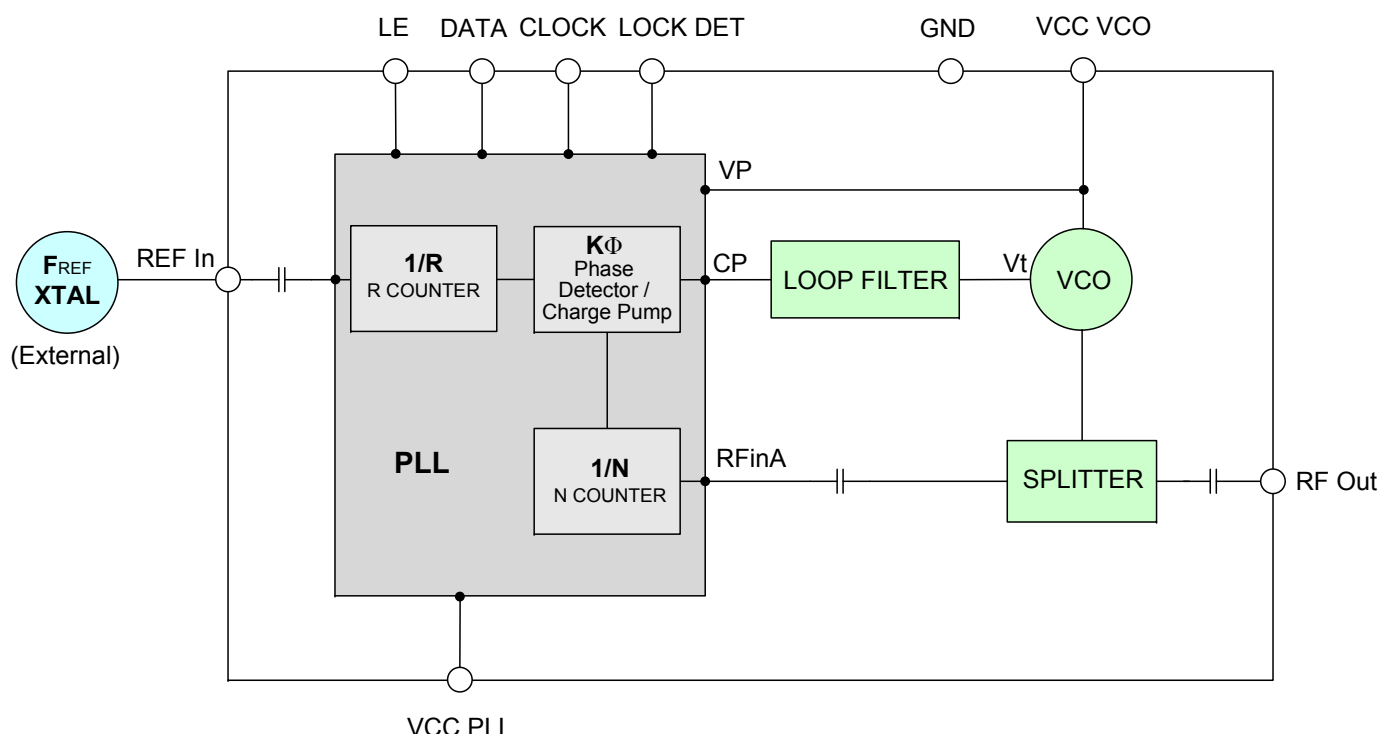 LE
DATA
CLOCK
LOCK DET
GND
VCC VCO
VP
FREF
XTAL
(External)
REF In
1/R
R COUNTER
KΦ
Phase
Detector /
Charge Pump
CP
LOOP FILTER
Vt
VCO
PLL
1/N
N COUNTER
RFinA
SPLITTER
RF Out
VCC PLL